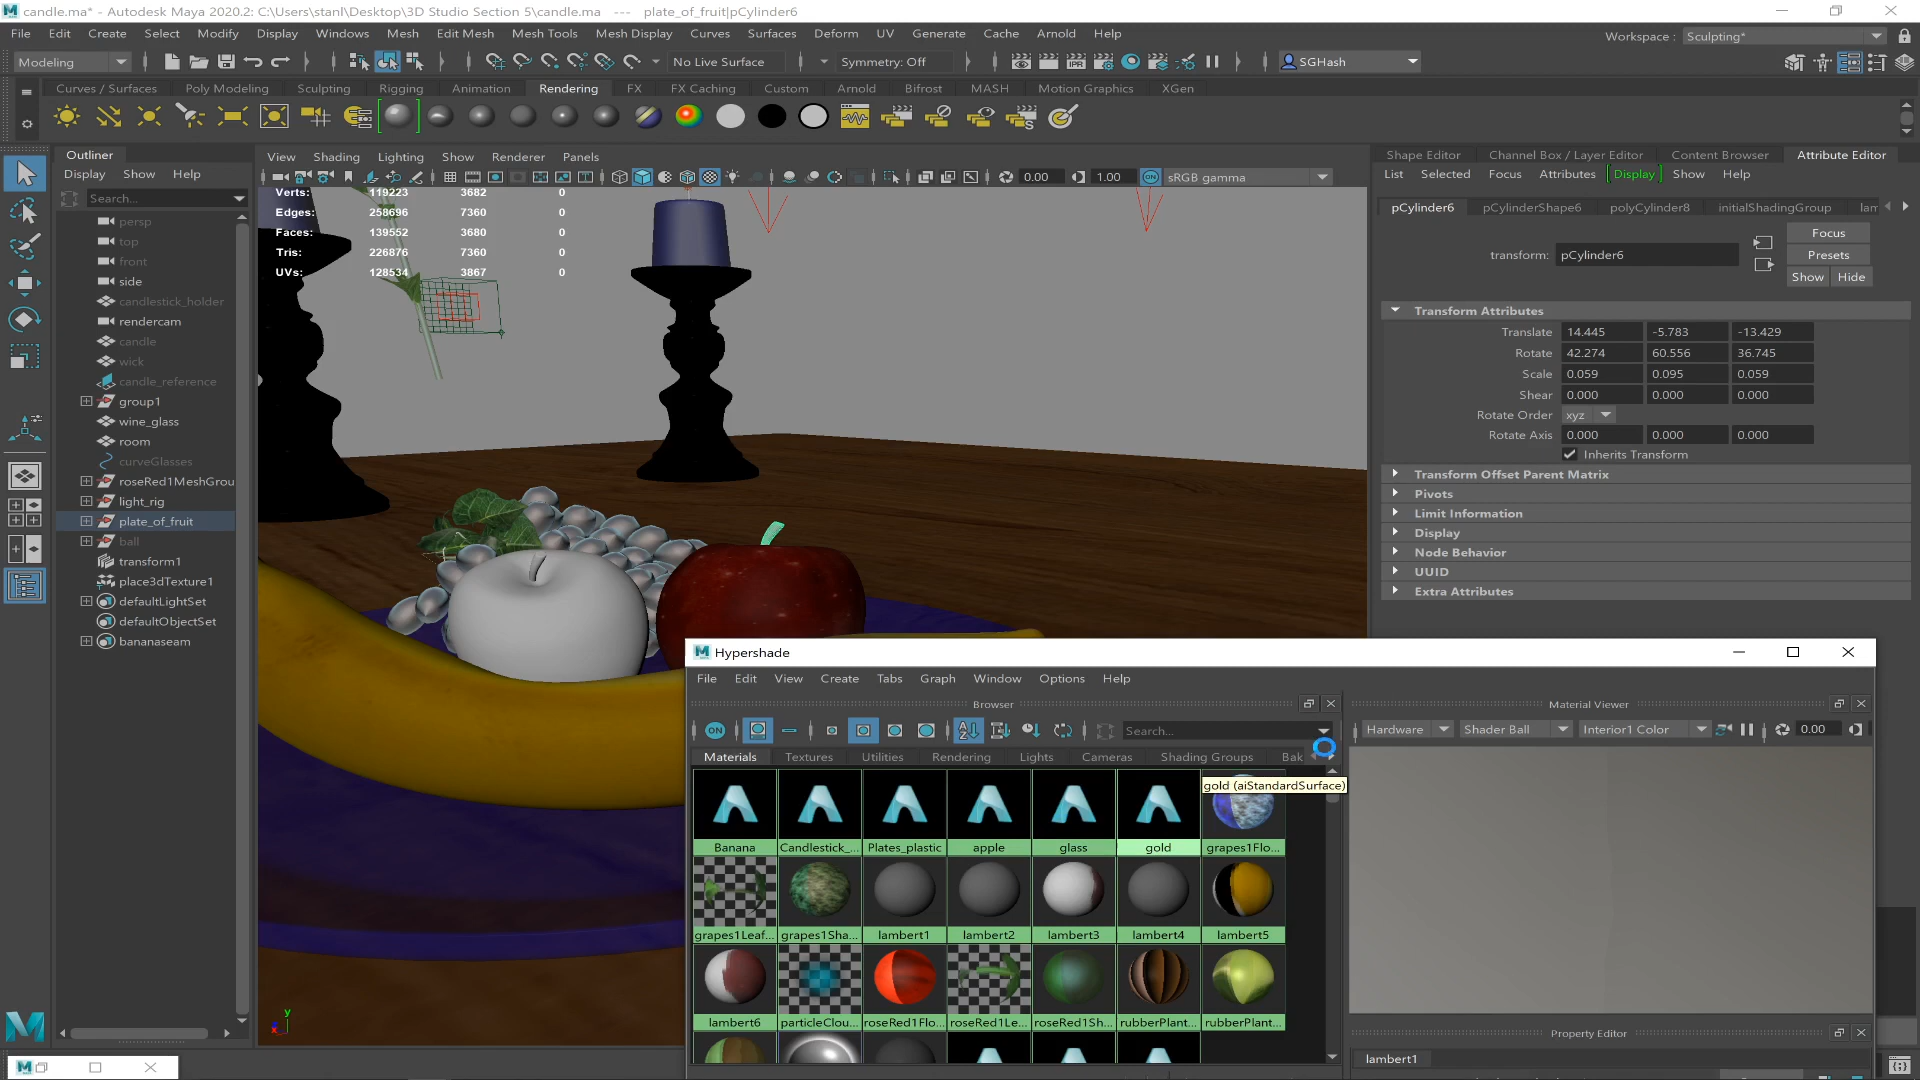 candle.ma* - Autodesk Maya 2020.2: C:\Users\stanl\Desktop\3D Studio Section 5\candle.ma --- plate_of_fruit|pCylinder6
File Edit Create Select Modify Display Windows Mesh Edit Mesh Mesh Tools Mesh Display Curves Surfaces Deform UV Generate Cache Arnold Help
Workspace : Sculpting*
Modeling No Live Surface Symmetry: Off SGHash
Curves / Surfaces Poly Modeling Sculpting Rigging Animation Rendering FX FX Caching Custom Arnold Bifrost MASH Motion Graphics XGen
Outliner
Display Show Help
Search...
persp
top
front
side
candlestick_holder
rendercam
candle
wick
candle_reference
group1
wine_glass
room
curveGlasses
roseRed1MeshGrou
light_rig
plate_of_fruit
ball
transform1
place3dTexture1
defaultLightSet
defaultObjectSet
bananaseam
View Shading Lighting Show Renderer Panels
0.00 1.00 ON sRGB gamma
Verts: 119223 3682 0
Edges: 258696 7360 0
Faces: 139552 3680 0
Tris: 226876 7360 0
UVs: 128534 3867 0
y
Shape Editor Channel Box / Layer Editor Content Browser Attribute Editor
List Selected Focus Attributes Display Show Help
pCylinder6 pCylinderShape6 polyCylinder8 initialShadingGroup lam
Focus
transform: pCylinder6 Presets
Show Hide
Transform Attributes
Translate 14.445 -5.783 -13.429
Rotate 42.274 60.556 36.745
Scale 0.059 0.095 0.059
Shear 0.000 0.000 0.000
Rotate Order xyz
Rotate Axis 0.000 0.000 0.000
Inherits Transform
Transform Offset Parent Matrix
Pivots
Limit Information
Display
Node Behavior
UUID
Extra Attributes
Hypershade
File Edit View Create Tabs Graph Window Options Help
Browser
ON Search...
Materials Textures Utilities Rendering Lights Cameras Shading Groups Bak
gold (aiStandardSurface)
Banana Candlestick_... Plates_plastic apple glass gold grapes1Flo...
grapes1Leaf... grapes1Sha... lambert1 lambert2 lambert3 lambert4 lambert5
lambert6 particleClou... roseRed1Flo... roseRed1Le... roseRed1Sh... rubberPlant... rubberPlant...
Material Viewer
Hardware Shader Ball Interior1 Color 0.00
Property Editor
lambert1